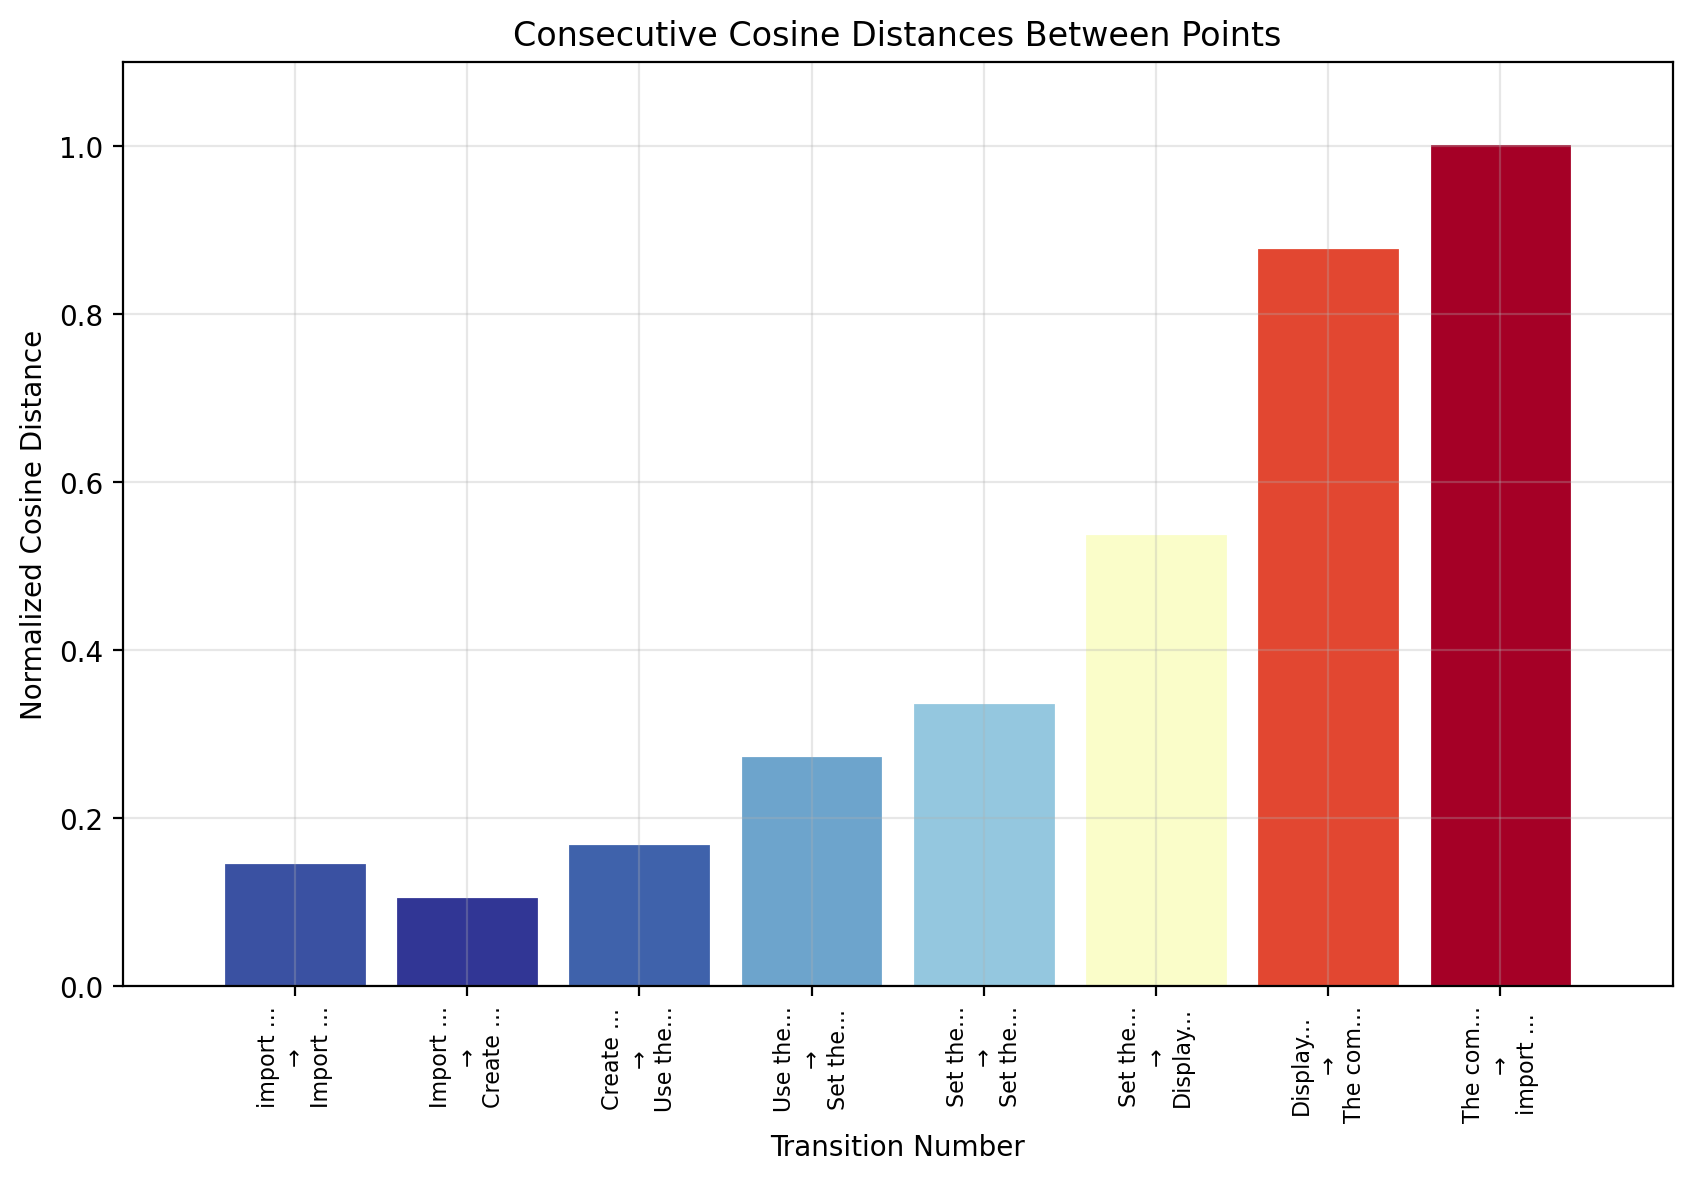 Consecutive Cosine Distances Between Points
Normalized Cosine Distance
1.0
0.8
0.6
0.4
0.2
0.0
import ...
→
Import ...
Import ...
→
Create ...
Create ...
→
Use the...
Use the...
→
Set the...
Set the...
→
Set the...
Set the...
→
Display...
Display...
→
The com...
The com...
→
import ...
Transition Number